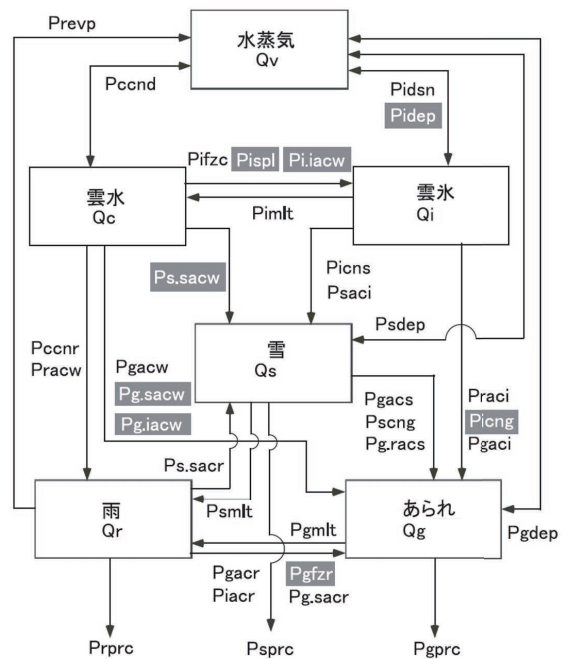 Prevp
水蒸気
Qv
Pccnd
Pidsn
Pidep
Pifzc Pispl Pi.iacw
雲水
Qc
雲氷
Qi
Pimlt
Ps.sacw
Picns
Psaci
Psdep
雪
Qs
Pccnr
Pracw
Pgacw
Pg.sacw
Pg.iacw
Pgacs
Pscng
Pg.racs
Praci
Picng
Pgaci
Ps.sacr
雨
Qr
Psmlt
Pgmlt
あられ
Qg
Pgdep
Pgacr
Piacr
Pgfzr
Pg.sacr
Prprc
Psprc
Pgprc